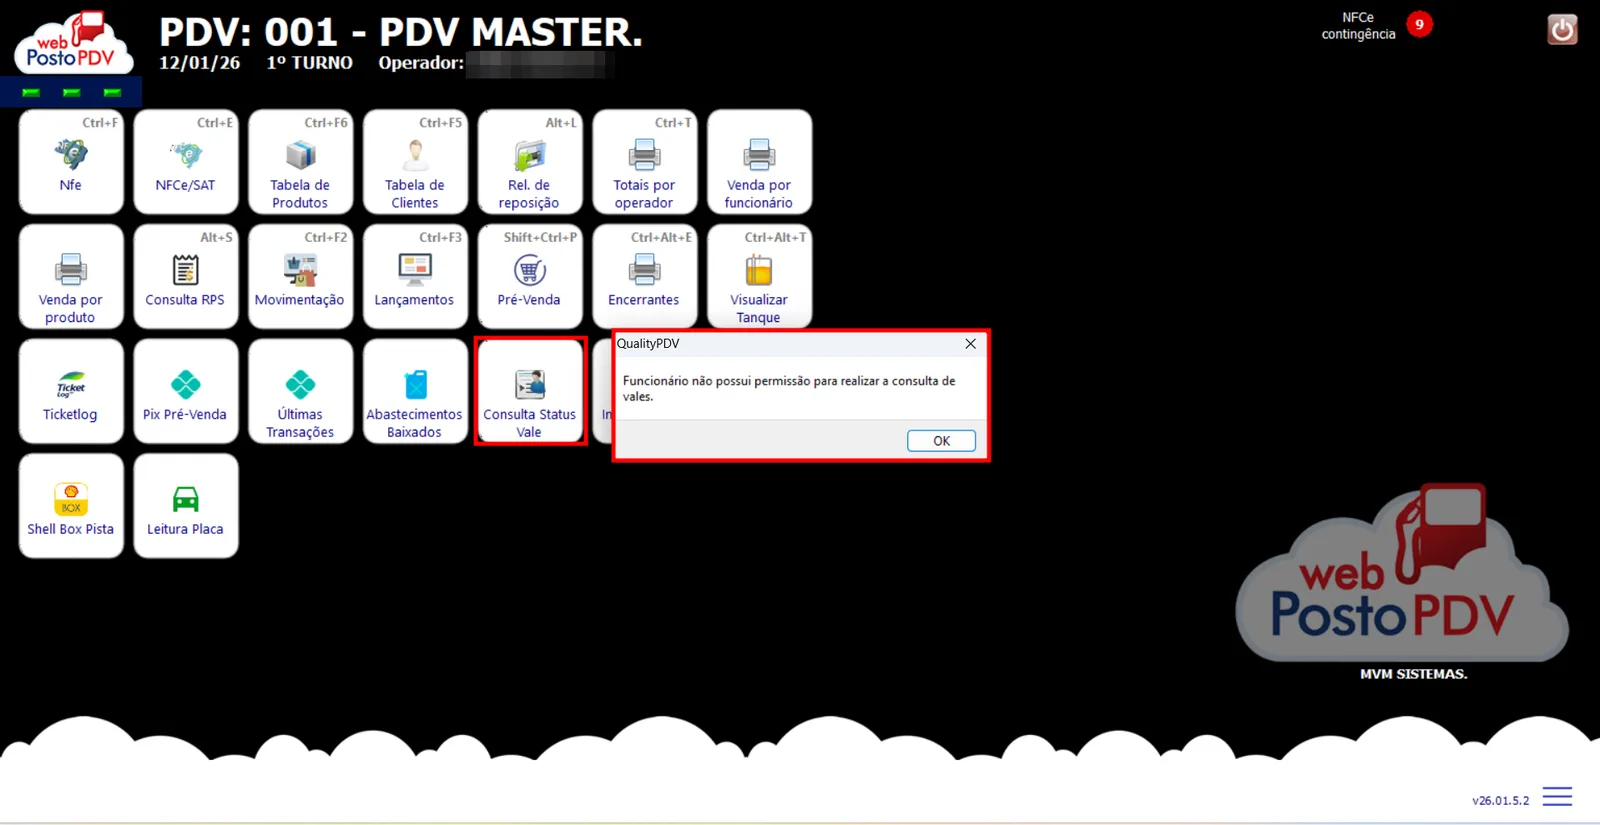 web
PostoPDV
PDV: 001 - PDV MASTER.
12/01/26 1º TURNO Operador:
NFCe
contingência
9
Ctrl+F
Nfe
Ctrl+E
NFCe/SAT
Ctrl+F6
Tabela de
Produtos
Ctrl+F5
Tabela de
Clientes
Alt+L
Rel. de
reposição
Ctrl+T
Totais por
operador
Venda por
funcionário
Venda por
produto
Alt+S
Consulta RPS
Ctrl+F2
Movimentação
Ctrl+F3
Lançamentos
Shift+Ctrl+P
Pré-Venda
Ctrl+Alt+E
Encerrantes
Ctrl+Alt+T
Visualizar
Tanque
Ticket
Log
Ticketlog
Pix Pré-Venda
Últimas
Transações
Abastecimentos
Baixados
Consulta Status
Vale
In
QualityPDV
Funcionário não possui permissão para realizar a consulta de
vales.
OK
BOX
Shell Box Pista
Leitura Placa
web
PostoPDV
MVM SISTEMAS.
v26.01.5.2